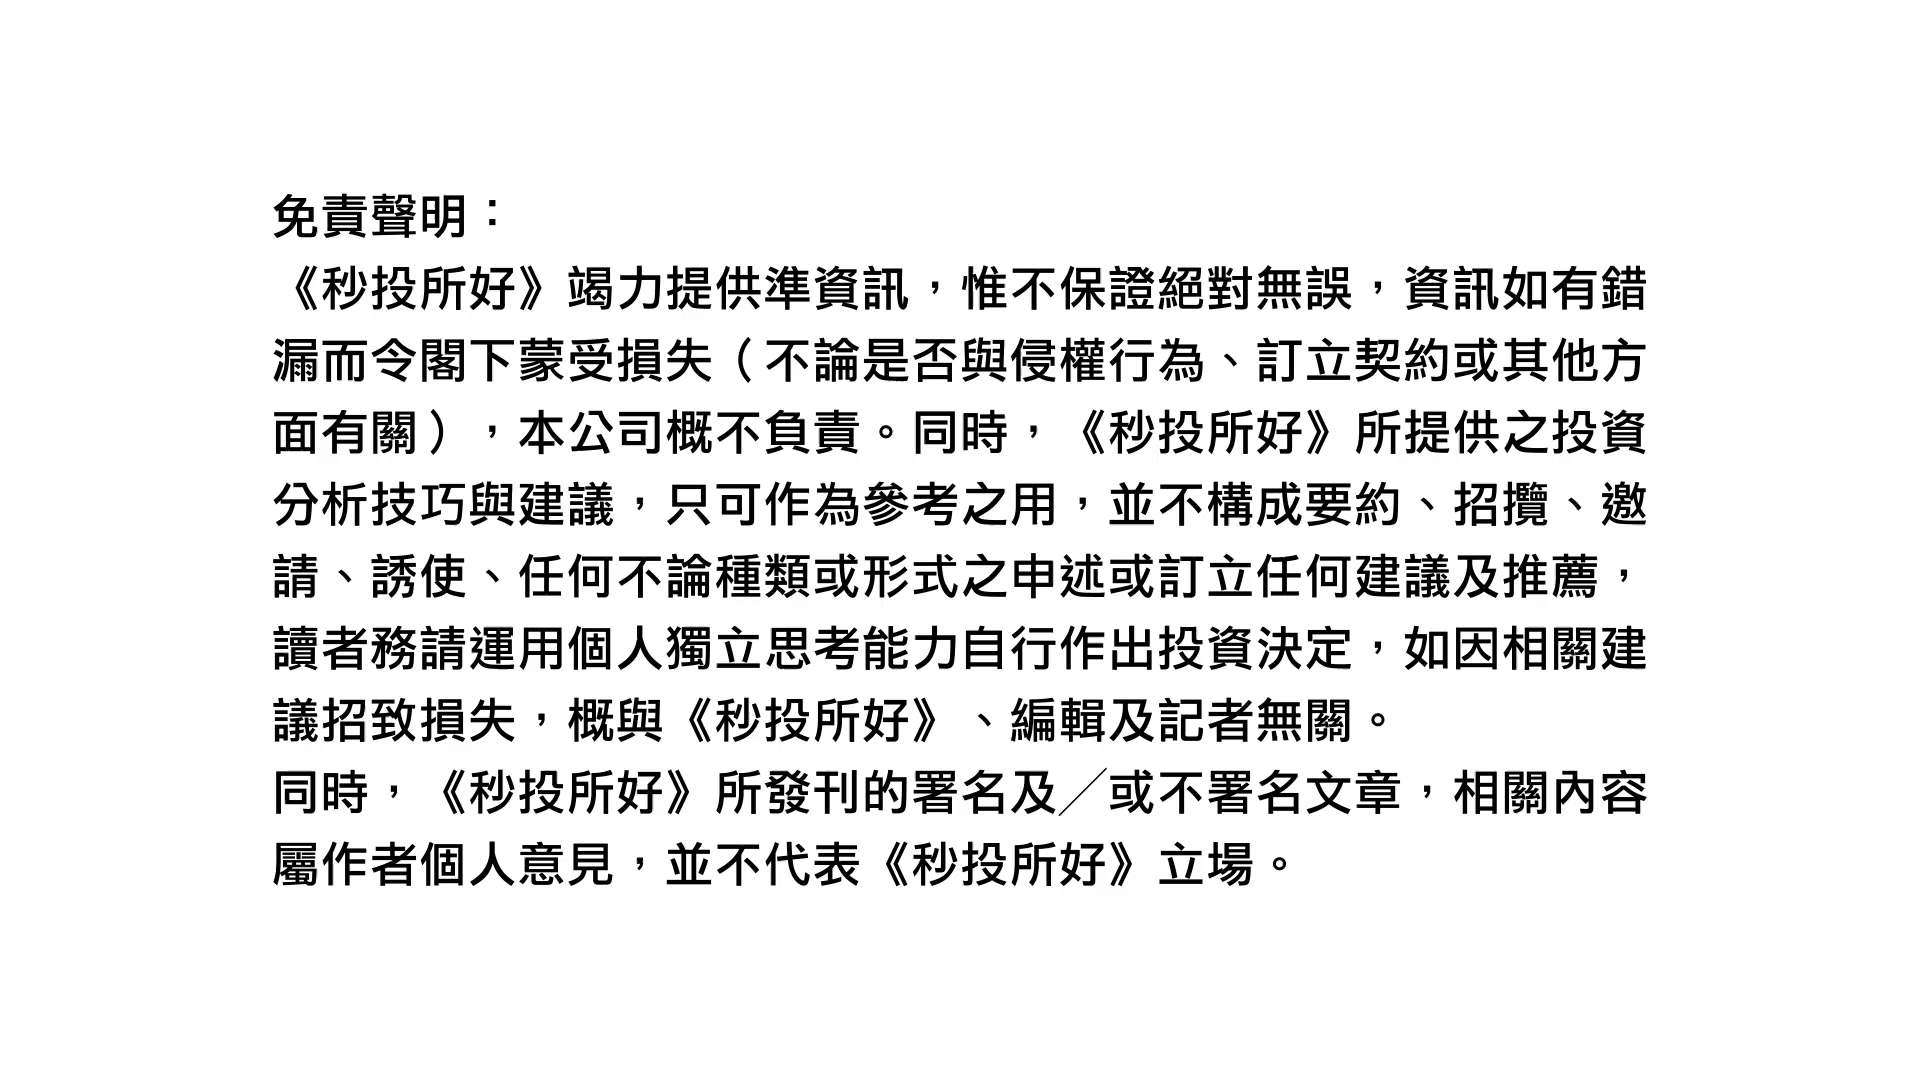 免責聲明：
《秒投所好》竭力提供準資訊，惟不保證絕對無誤，資訊如有錯
漏而令閣下蒙受損失（不論是否與侵權行為、訂立契約或其他方
面有關），本公司概不負責。同時，《秒投所好》所提供之投資
分析技巧與建議，只可作為參考之用，並不構成要約、招攬、邀
請、誘使、任何不論種類或形式之申述或訂立任何建議及推薦，
讀者務請運用個人獨立思考能力自行作出投資決定，如因相關建
議招致損失，概與《秒投所好》、編輯及記者無關。
同時，《秒投所好》所發刊的署名及／或不署名文章，相關內容
屬作者個人意見，並不代表《秒投所好》立場。